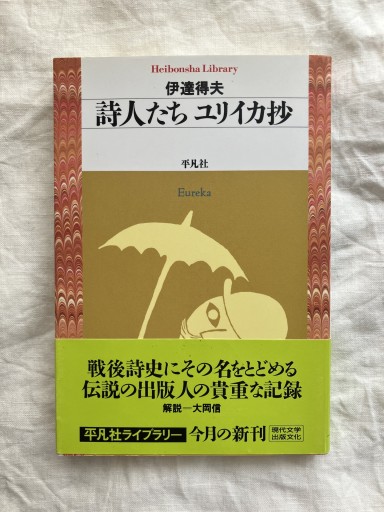 Heibonsha Library
伊達得夫
詩人たち ユリイカ抄
平凡社
Eureka
戦後詩史にその名をとどめる
伝説の出版人の貴重な記録
解説―大岡信
平凡社ライブラリー 今月の新刊 現代文学
出版文化